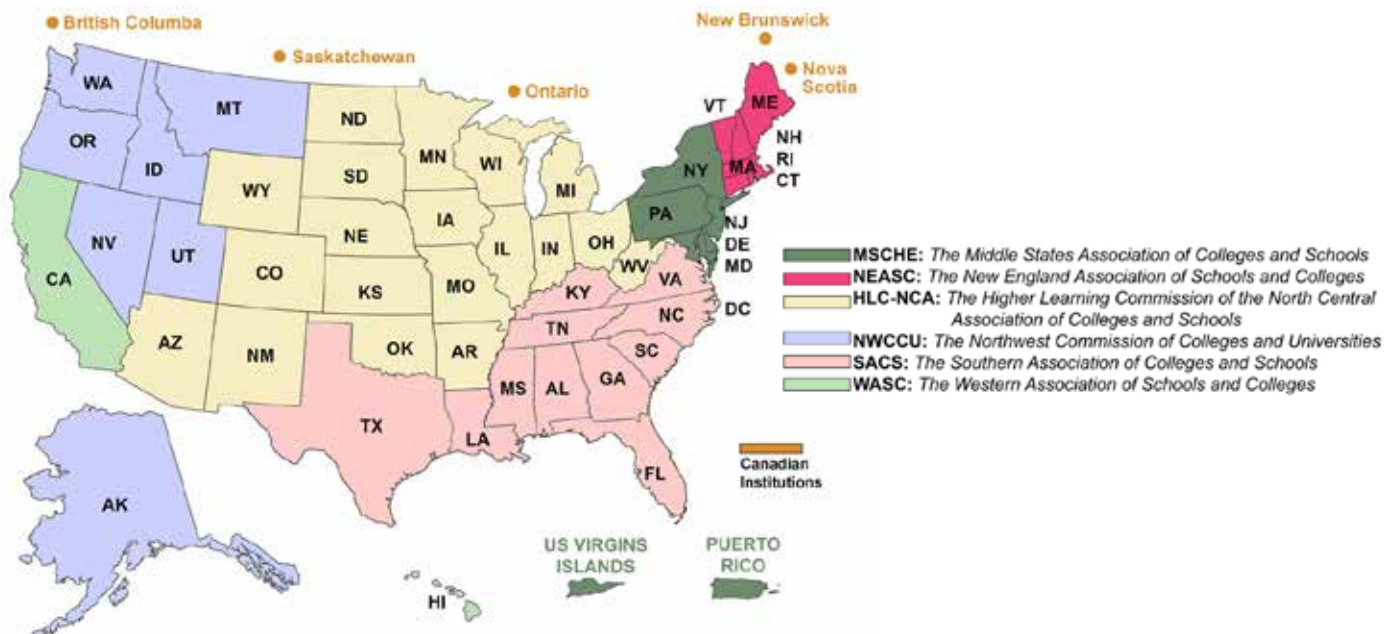 British Columba
New Brunswick
Saskatchewan
Nova
Scotia
Ontario
WA
MT
ND
VT
ME
OR
ID
MN
WI
NH
RI
CT
MA
NY
WY
SD
MI
PA
NJ
DE
MD
IA
NE
NV
UT
IL
IN
OH
WV
VA
CA
CO
KS
MO
KY
DC
NC
TN
AZ
NM
OK
AR
SC
MS
AL
GA
TX
LA
FL
AK
HI
MSCHE: The Middle States Association of Colleges and Schools
NEASC: The New England Association of Schools and Colleges
HLC-NCA: The Higher Learning Commission of the North Central
Association of Colleges and Schools
NWCCU: The Northwest Commission of Colleges and Universities
SACS: The Southern Association of Colleges and Schools
WASC: The Western Association of Schools and Colleges
Canadian
Institutions
US VIRGINS
ISLANDS
PUERTO
RICO